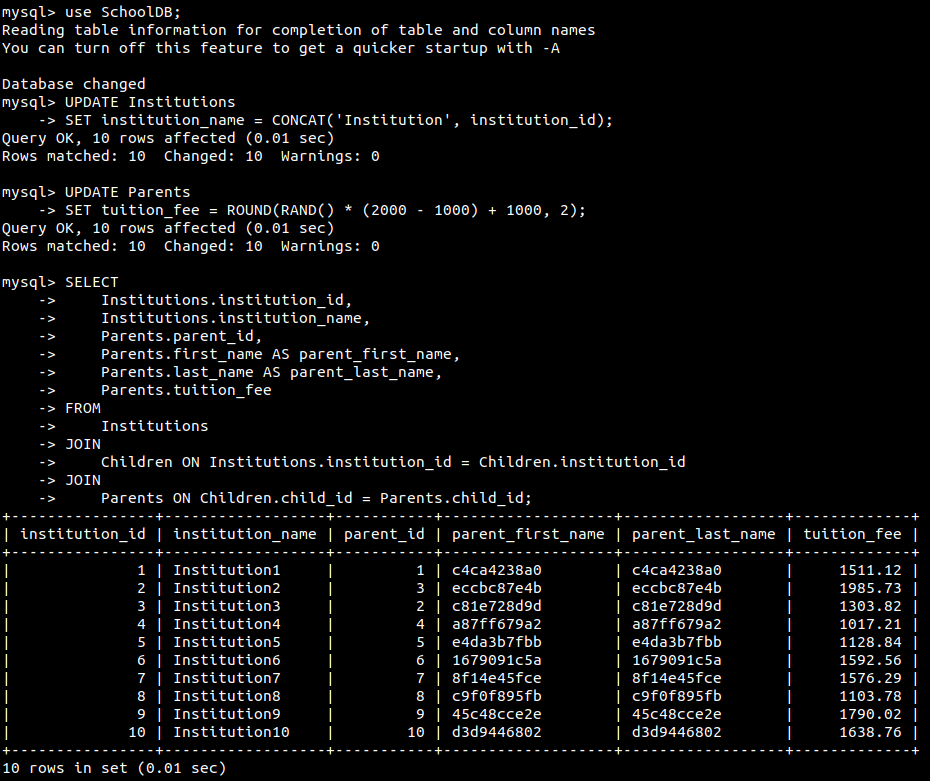 mysql> use SchoolDB;
Reading table information for completion of table and column names
You can turn off this feature to get a quicker startup with -A

Database changed
mysql> UPDATE Institutions
    -> SET institution_name = CONCAT('Institution', institution_id);
Query OK, 10 rows affected (0.01 sec)
Rows matched: 10  Changed: 10  Warnings: 0

mysql> UPDATE Parents
    -> SET tuition_fee = ROUND(RAND() * (2000 - 1000) + 1000, 2);
Query OK, 10 rows affected (0.01 sec)
Rows matched: 10  Changed: 10  Warnings: 0

mysql> SELECT
    ->     Institutions.institution_id,
    ->     Institutions.institution_name,
    ->     Parents.parent_id,
    ->     Parents.first_name AS parent_first_name,
    ->     Parents.last_name AS parent_last_name,
    ->     Parents.tuition_fee
    -> FROM
    ->     Institutions
    -> JOIN
    ->     Children ON Institutions.institution_id = Children.institution_id
    -> JOIN
    ->     Parents ON Children.child_id = Parents.child_id;
+----------------+------------------+-----------+-------------------+------------------+-------------+
| institution_id | institution_name | parent_id | parent_first_name | parent_last_name | tuition_fee |
+----------------+------------------+-----------+-------------------+------------------+-------------+
|              1 | Institution1     |         1 | c4ca4238a0        | c4ca4238a0       |     1511.12 |
|              2 | Institution2     |         3 | eccbc87e4b        | eccbc87e4b       |     1985.73 |
|              3 | Institution3     |         2 | c81e728d9d        | c81e728d9d       |     1303.82 |
|              4 | Institution4     |         4 | a87ff679a2        | a87ff679a2       |     1017.21 |
|              5 | Institution5     |         5 | e4da3b7fbb        | e4da3b7fbb       |     1128.84 |
|              6 | Institution6     |         6 | 1679091c5a        | 1679091c5a       |     1592.56 |
|              7 | Institution7     |         7 | 8f14e45fce        | 8f14e45fce       |     1576.29 |
|              8 | Institution8     |         8 | c9f0f895fb        | c9f0f895fb       |     1103.78 |
|              9 | Institution9     |         9 | 45c48cce2e        | 45c48cce2e       |     1790.02 |
|             10 | Institution10    |        10 | d3d9446802        | d3d9446802       |     1638.76 |
+----------------+------------------+-----------+-------------------+------------------+-------------+
10 rows in set (0.01 sec)